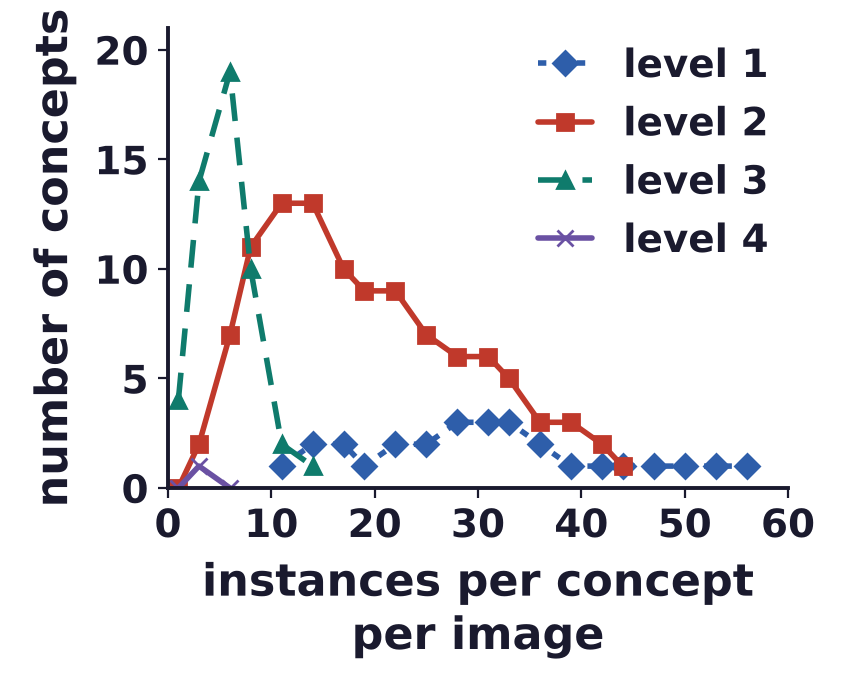 number of concepts
20
15
10
5
0
level 1
level 2
level 3
level 4
0 10 20 30 40 50 60
instances per concept
per image